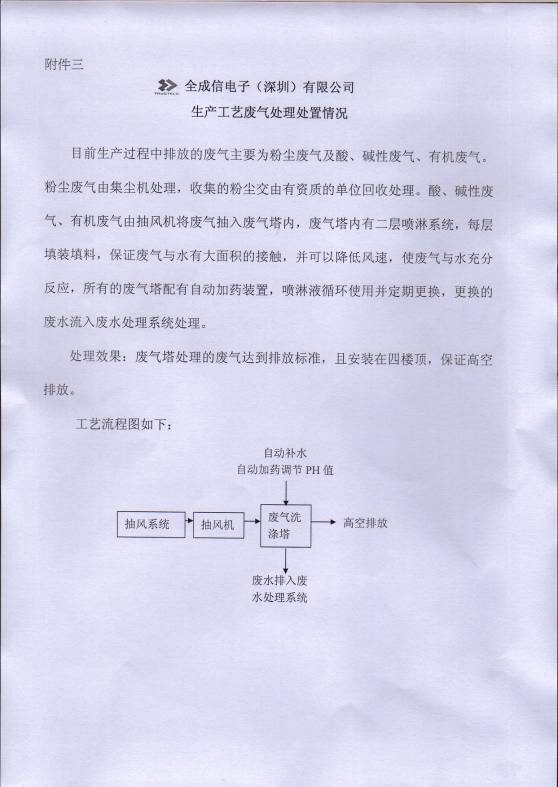 附件三
全成信电子（深圳）有限公司
生产工艺废气处理处置情况
目前生产过程中排放的废气主要为粉尘废气及酸、碱性废气、有机废气。
粉尘废气由集尘机处理，收集的粉尘交由有资质的单位回收处理。酸、碱性废
气、有机废气由抽风机将废气抽入废气塔内，废气塔内有二层喷淋系统，每层
填装填料，保证废气与水有大面积的接触，并可以降低风速，使废气与水充分
反应，所有的废气塔配有自动加药装置，喷淋液循环使用并定期更换，更换的
废水流入废水处理系统处理。
处理效果：废气塔处理的废气达到排放标准，且安装在四楼顶，保证高空
排放。
工艺流程图如下：
自动补水
自动加药调节 PH 值
抽风系统
抽风机
废气洗
涤塔
高空排放
废水排入废
水处理系统